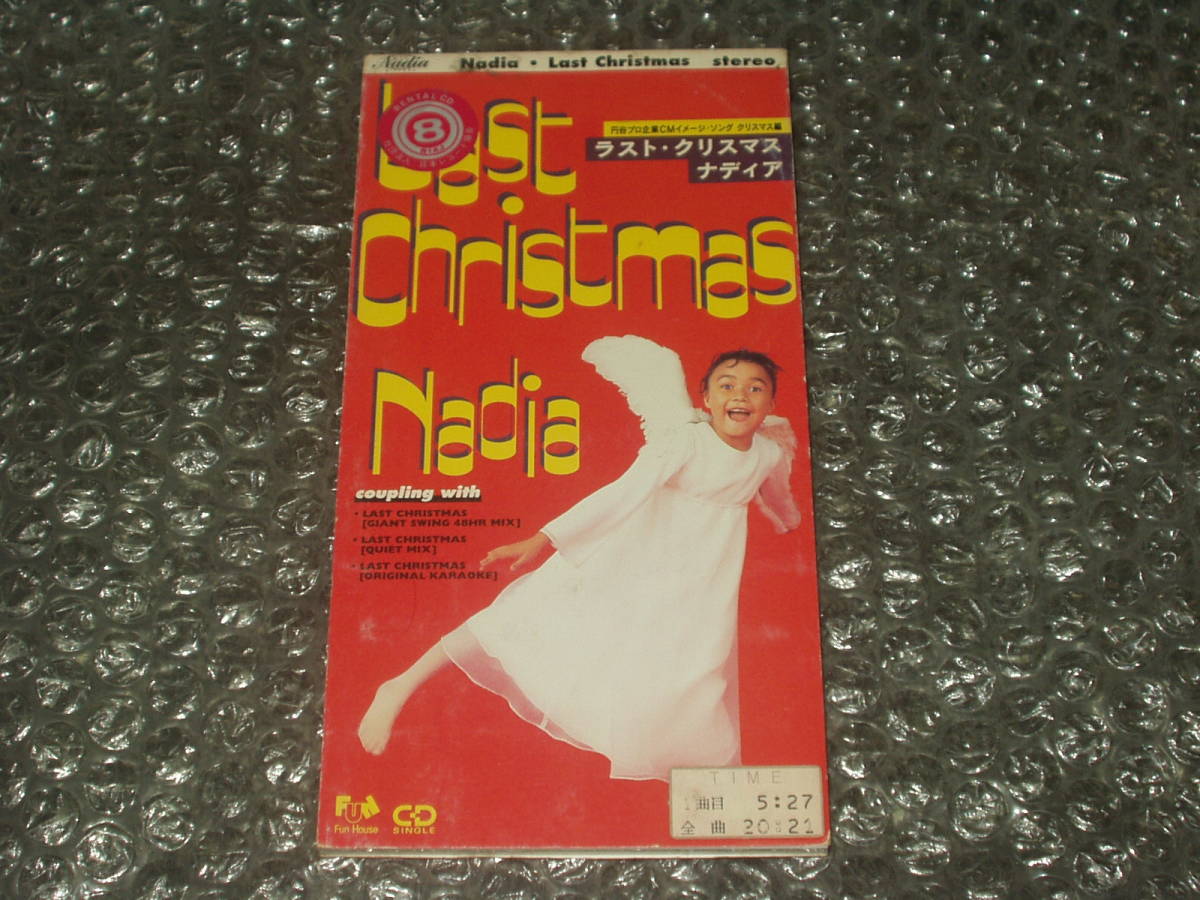 Nadia Nadia • Last Christmas stereo
RENTAL CD
8
円谷プロ企業CMイメージ・ソング クリスマス編
ラスト・クリスマス
ナディア
Last
Christmas
Nadia
coupling with
• LAST CHRISTMAS
[GIANT SWING 48HR MIX]
• LAST CHRISTMAS
[QUIET MIX]
• LAST CHRISTMAS
[ORIGINAL KARAOKE]
FUN
Fun House
CD
SINGLE
TIME
1曲目 5:27
全 曲 20:21